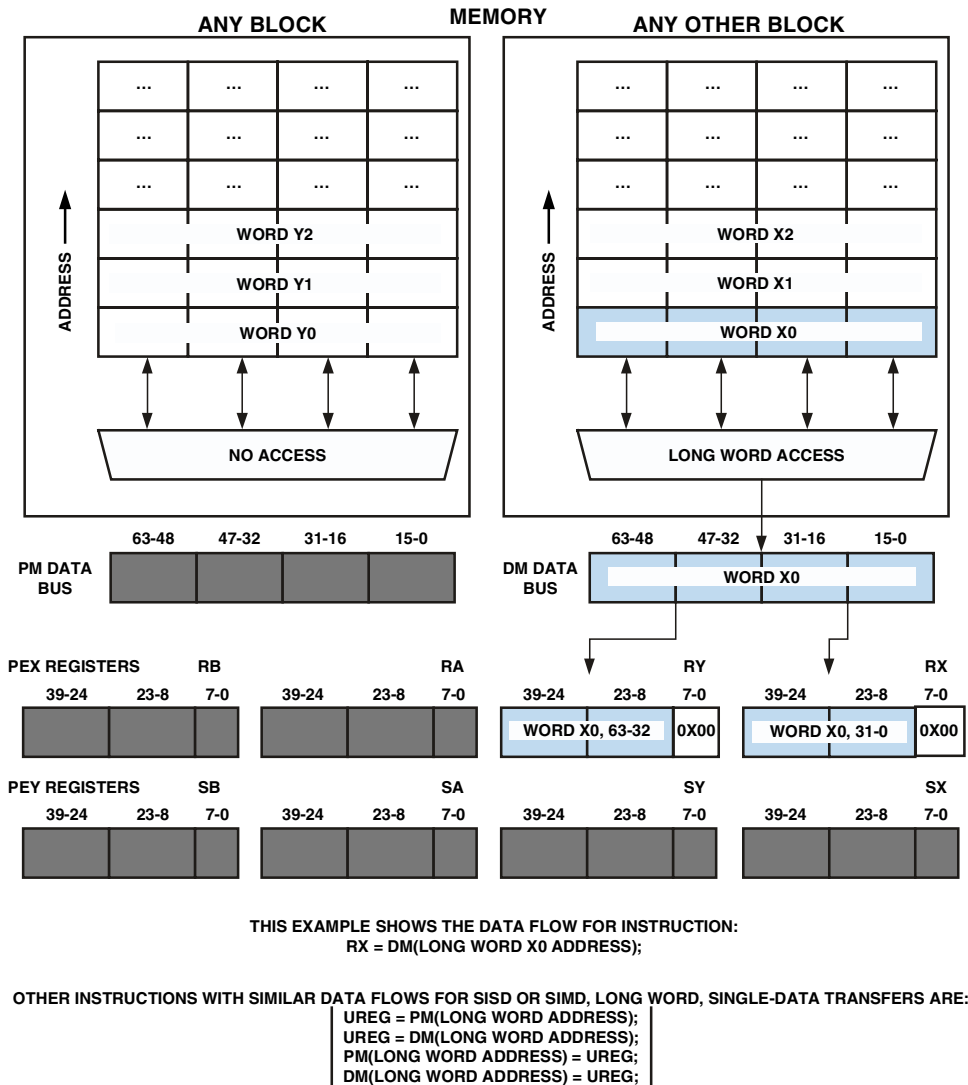 MEMORY
ANY BLOCK
ANY OTHER BLOCK
... ... ... ...
... ... ... ...
... ... ... ...
WORD Y2
WORD Y1
WORD Y0
ADDRESS
NO ACCESS
... ... ... ...
... ... ... ...
... ... ... ...
WORD X2
WORD X1
WORD X0
ADDRESS
LONG WORD ACCESS
63-48 47-32 31-16 15-0
PM DATA
BUS
63-48 47-32 31-16 15-0
DM DATA
BUS
WORD X0
PEX REGISTERS RB RA RY RX
39-24 23-8 7-0 39-24 23-8 7-0 39-24 23-8 7-0 39-24 23-8 7-0
WORD X0, 63-32 0X00 WORD X0, 31-0 0X00
PEY REGISTERS SB SA SY SX
39-24 23-8 7-0 39-24 23-8 7-0 39-24 23-8 7-0 39-24 23-8 7-0
THIS EXAMPLE SHOWS THE DATA FLOW FOR INSTRUCTION:
RX = DM(LONG WORD X0 ADDRESS);
OTHER INSTRUCTIONS WITH SIMILAR DATA FLOWS FOR SISD OR SIMD, LONG WORD, SINGLE-DATA TRANSFERS ARE:
UREG = PM(LONG WORD ADDRESS);
UREG = DM(LONG WORD ADDRESS);
PM(LONG WORD ADDRESS) = UREG;
DM(LONG WORD ADDRESS) = UREG;